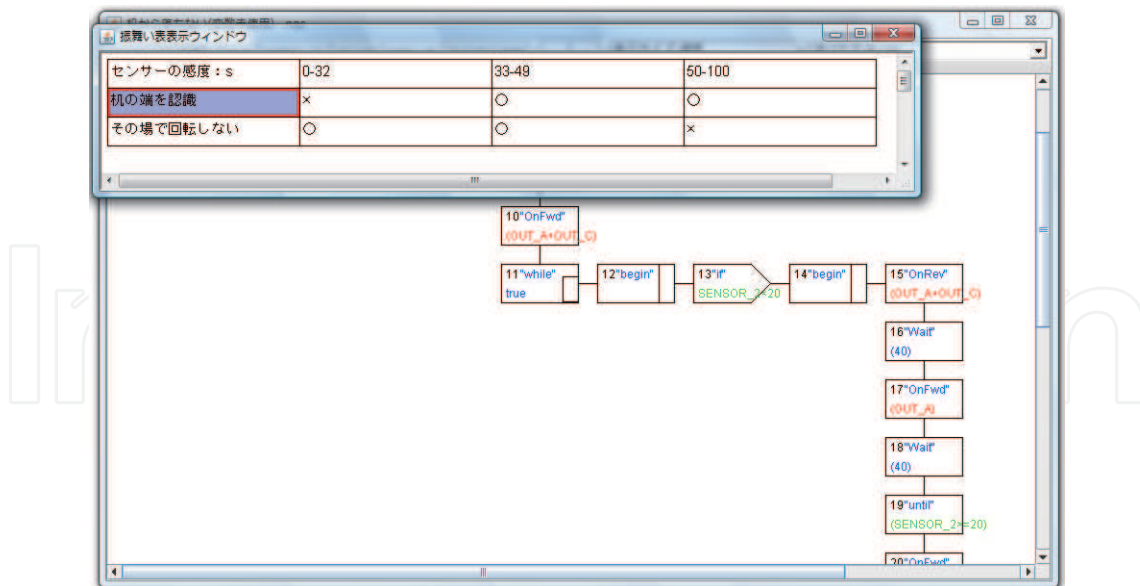 振舞い表表示ウィンドウ
センサーの感度：s 0-32 33-49 50-100
机の端を認識 × ○ ○
その場で回転しない ○ ○ ×
10"OnFwd"
(OUT_A+OUT_C)
11"while" 12"begin" 13"if" 14"begin" 15"OnRev"
true SENSOR_2<20 (OUT_A+OUT_C)
16"Wait"
(40)
17"OnFwd"
(OUT_A)
18"Wait"
(40)
19"until"
(SENSOR_2>=20)
20"OnFwd"